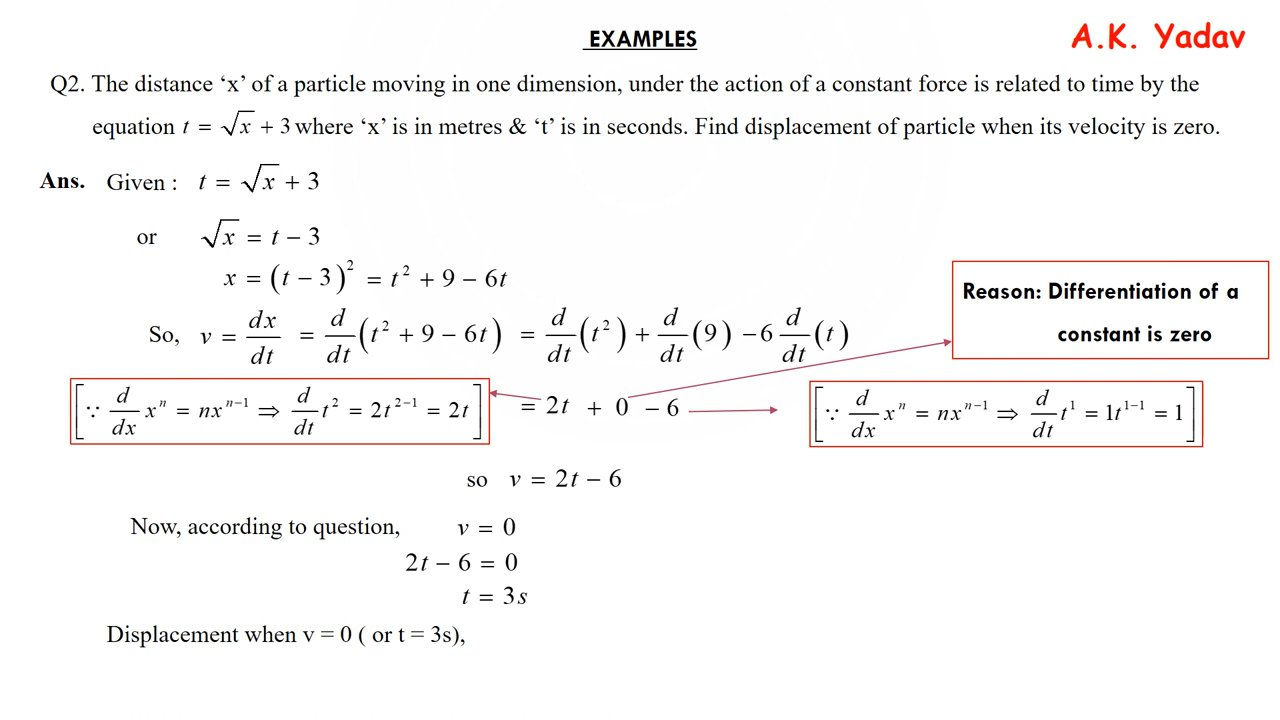 EXAMPLES
A.K. Yadav
Q2. The distance ‘x’ of a particle moving in one dimension, under the action of a constant force is related to time by the
equation t = √x + 3 where ‘x’ is in metres & ‘t’ is in seconds. Find displacement of particle when its velocity is zero.
Ans. Given : t = √x + 3
or √x = t − 3
x = (t − 3)² = t² + 9 − 6t
Reason: Differentiation of a
constant is zero
So, v = dx/dt = d/dt (t² + 9 − 6t) = d/dt (t²) + d/dt (9) − 6 d/dt (t)
[∵ d/dx xⁿ = nxⁿ⁻¹ ⇒ d/dt t² = 2t²⁻¹ = 2t]
= 2t + 0 − 6
[∵ d/dx xⁿ = nxⁿ⁻¹ ⇒ d/dt t¹ = 1t¹⁻¹ = 1]
so v = 2t − 6
Now, according to question, v = 0
2t − 6 = 0
t = 3s
Displacement when v = 0 ( or t = 3s),